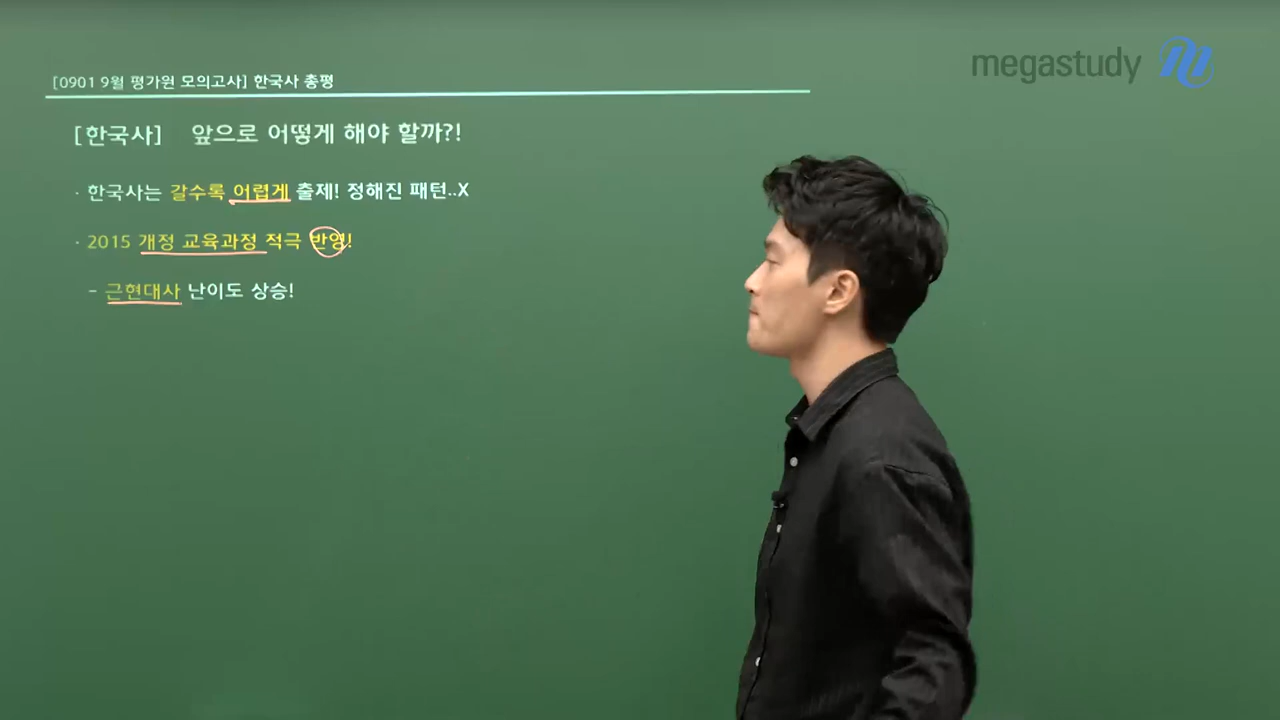 megastudy
[0901 9월 평가원 모의고사] 한국사 총평
[한국사] 앞으로 어떻게 해야 할까?!
· 한국사는 갈수록 어렵게 출제! 정해진 패턴..X
· 2015 개정 교육과정 적극 반영!
- 근현대사 난이도 상승!